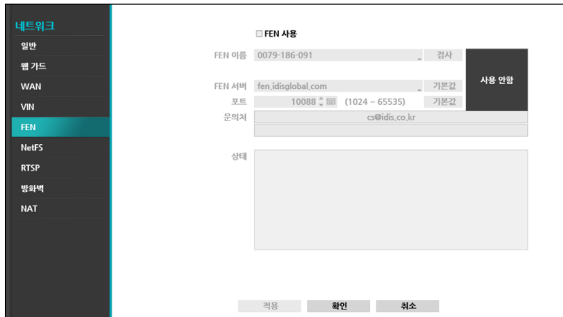 네트워크
일반
웹 가드
WAN
VIN
FEN
NetFS
RTSP
방화벽
NAT
FEN 사용
FEN 이름 0079-186-091 검사
사용 안함
FEN 서버 fen.idisglobal.com 기본값
포트 10088 (1024 ~ 65535) 기본값
문의처 cs@idis.co.kr
상태
적용 확인 취소